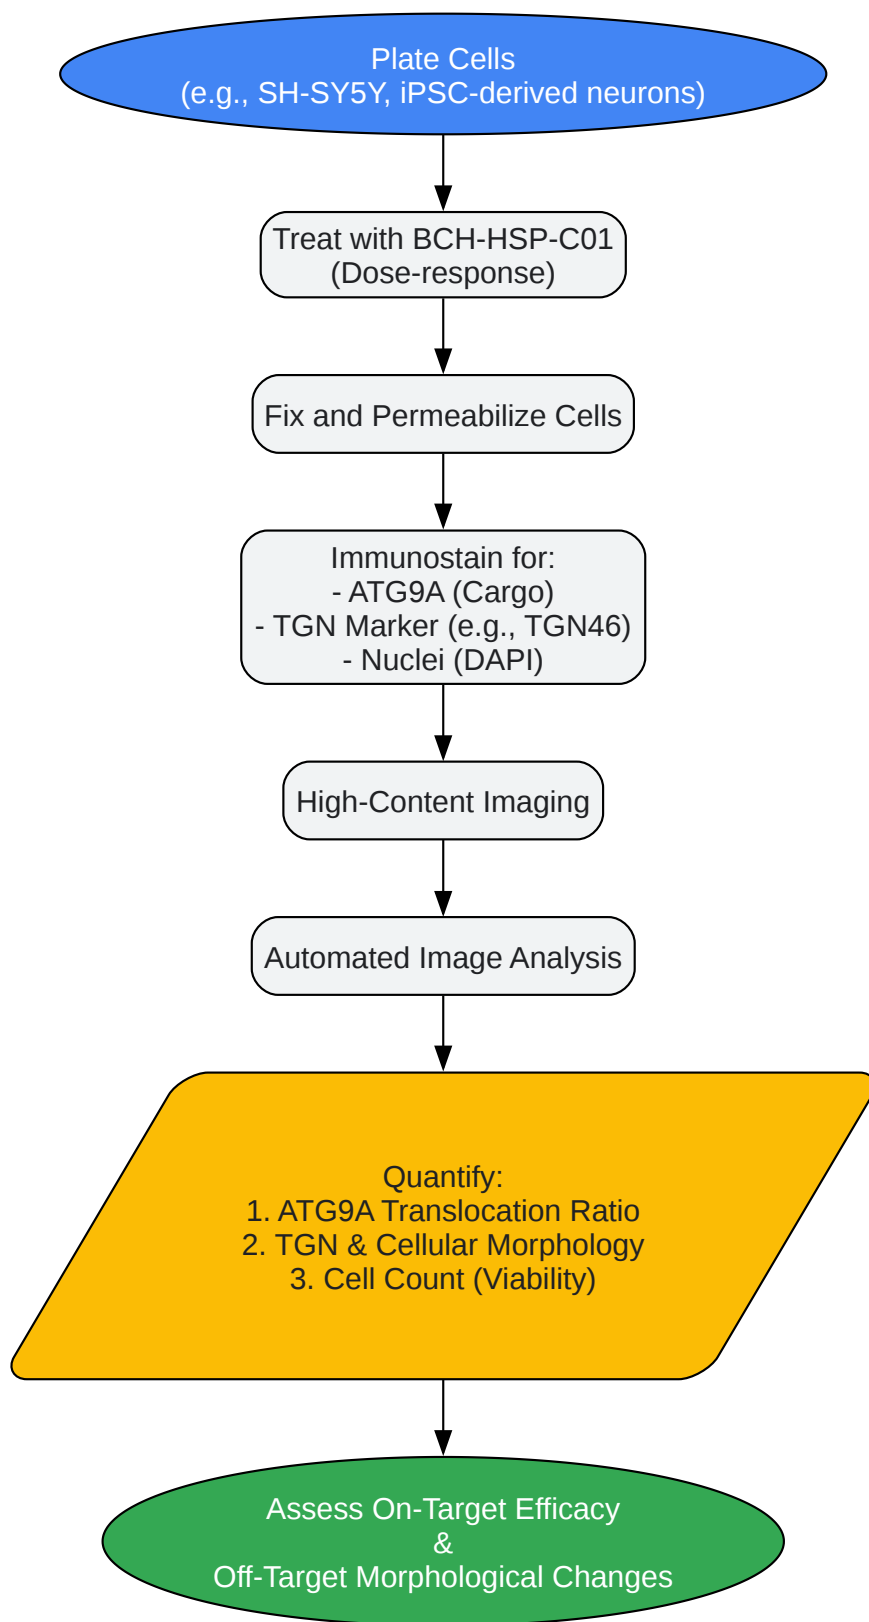 Plate Cells
(e.g., SH-SY5Y, iPSC-derived neurons)
Treat with BCH-HSP-C01
(Dose-response)
Fix and Permeabilize Cells
Immunostain for:
- ATG9A (Cargo)
- TGN Marker (e.g., TGN46)
- Nuclei (DAPI)
High-Content Imaging
Automated Image Analysis
Quantify:
1. ATG9A Translocation Ratio
2. TGN & Cellular Morphology
3. Cell Count (Viability)
Assess On-Target Efficacy
&
Off-Target Morphological Changes